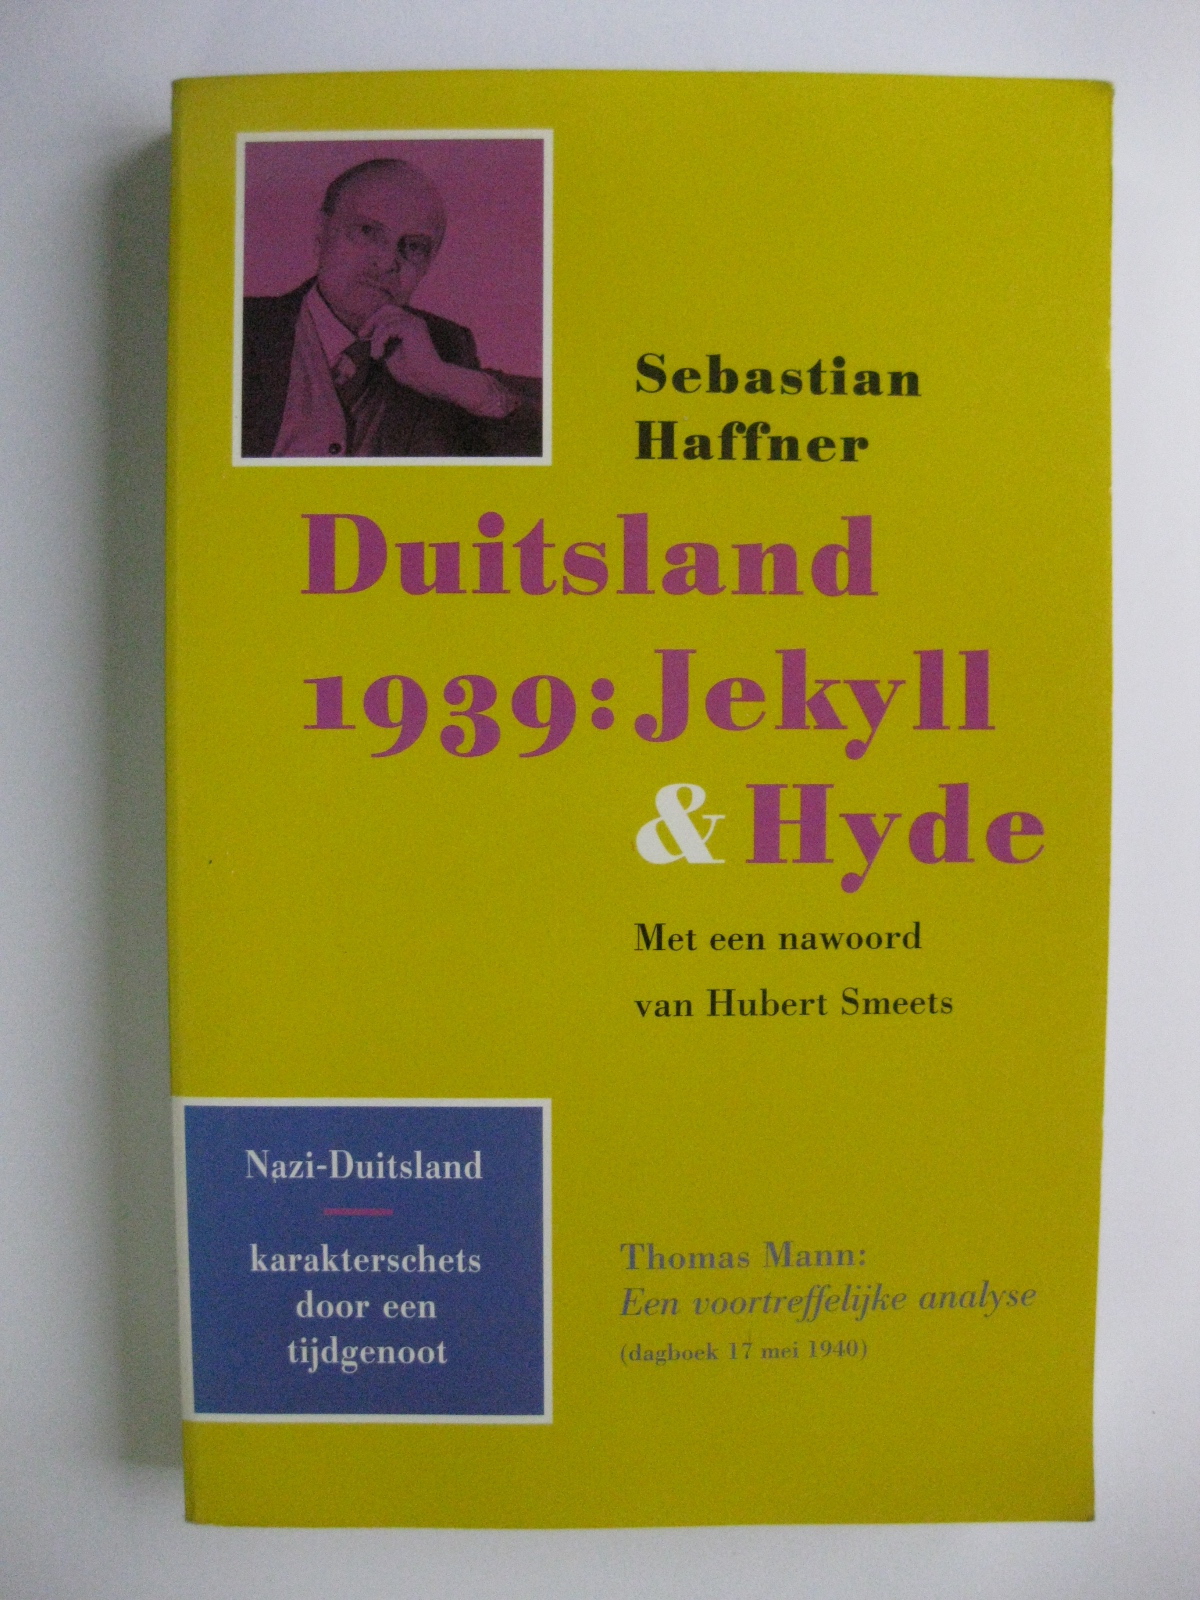 Sebastian
Haffner
Duitsland
1939: Jekyll
& Hyde
Met een nawoord
van Hubert Smeets
Nazi-Duitsland
karakterschets
door een
tijdgenoot
Thomas Mann:
Een voortreffelijke analyse
(dagboek 17 mei 1940)